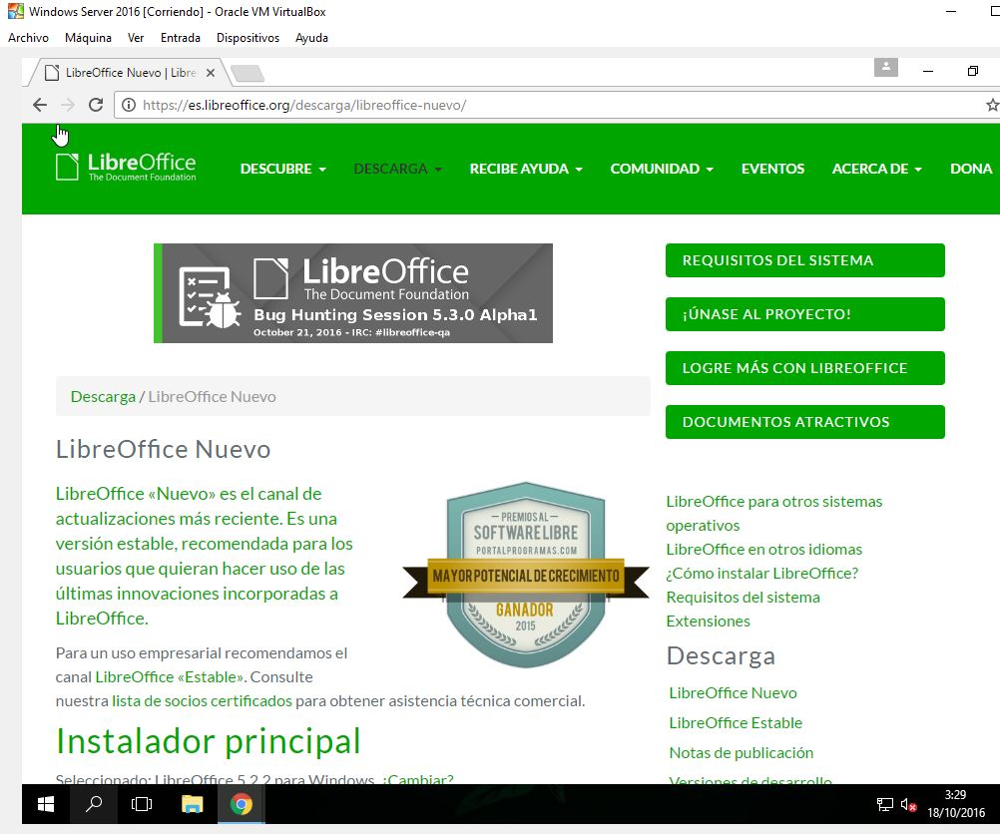 Windows Server 2016 [Corriendo] - Oracle VM VirtualBox
Archivo Máquina Ver Entrada Dispositivos Ayuda
LibreOffice Nuevo | Libre
https://es.libreoffice.org/descarga/libreoffice-nuevo/
LibreOffice
The Document Foundation
DESCUBRE DESCARGA RECIBE AYUDA COMUNIDAD EVENTOS ACERCA DE DONA
LibreOffice
The Document Foundation
Bug Hunting Session 5.3.0 Alpha1
October 21, 2016 - IRC: #libreoffice-qa
REQUISITOS DEL SISTEMA
¡ÚNASE AL PROYECTO!
LOGRE MÁS CON LIBREOFFICE
DOCUMENTOS ATRACTIVOS
Descarga / LibreOffice Nuevo
LibreOffice Nuevo
LibreOffice «Nuevo» es el canal de
actualizaciones más reciente. Es una
versión estable, recomendada para los
usuarios que quieran hacer uso de las
últimas innovaciones incorporadas a
LibreOffice.
PREMIOS AL
SOFTWARE LIBRE
PORTALPROGRAMAS.COM
MAYOR POTENCIAL DE CRECIMIENTO
GANADOR
2015
Para un uso empresarial recomendamos el
canal LibreOffice «Estable». Consulte
nuestra lista de socios certificados para obtener asistencia técnica comercial.
Instalador principal
Seleccionado: LibreOffice 5.2.2 para Windows. ¿Cambiar?
LibreOffice para otros sistemas
operativos
LibreOffice en otros idiomas
¿Cómo instalar LibreOffice?
Requisitos del sistema
Extensiones
Descarga
LibreOffice Nuevo
LibreOffice Estable
Notas de publicación
Versiones de desarrollo
3:29
18/10/2016